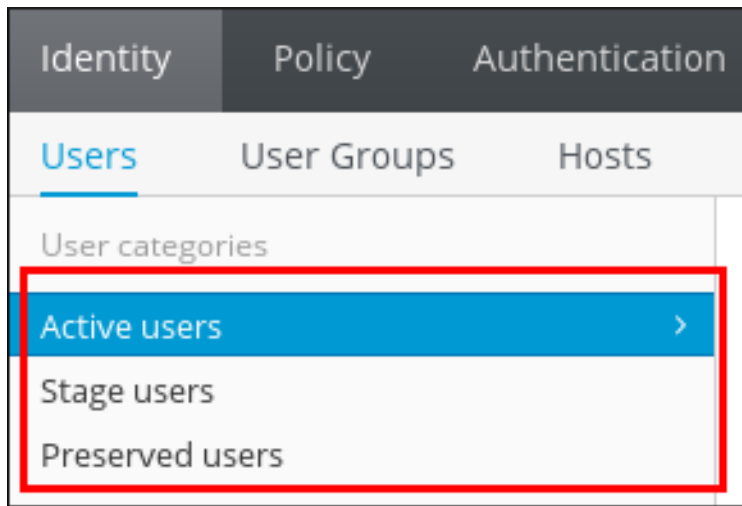 Identity Policy Authentication
Users User Groups Hosts
User categories
Active users
Stage users
Preserved users